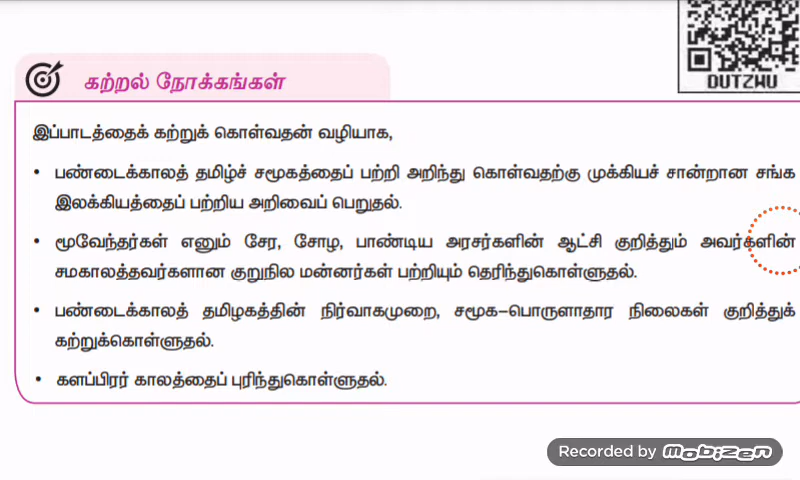 DUTZWU
கற்றல் நோக்கங்கள்
இப்பாடத்தைக் கற்றுக் கொள்வதன் வழியாக,
• பண்டைக்காலத் தமிழ்ச் சமூகத்தைப் பற்றி அறிந்து கொள்வதற்கு முக்கியச் சான்றான சங்க
இலக்கியத்தைப் பற்றிய அறிவைப் பெறுதல்.
• மூவேந்தர்கள் எனும் சேர, சோழ, பாண்டிய அரசர்களின் ஆட்சி குறித்தும் அவர்களின்
சமகாலத்தவர்களான குறுநில மன்னர்கள் பற்றியும் தெரிந்துகொள்ளுதல்.
• பண்டைக்காலத் தமிழகத்தின் நிர்வாகமுறை, சமூக–பொருளாதார நிலைகள் குறித்துக்
கற்றுக்கொள்ளுதல்.
• களப்பிரர் காலத்தைப் புரிந்துகொள்ளுதல்.
Recorded by mobizen